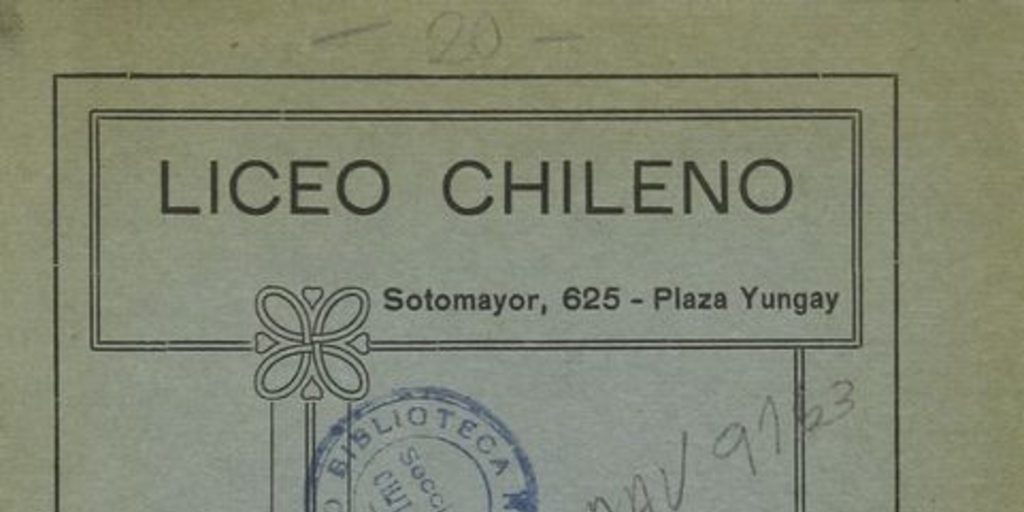 — 20 —
LICEO CHILENO
Sotomayor, 625 - Plaza Yungay
BIBLIOTECA